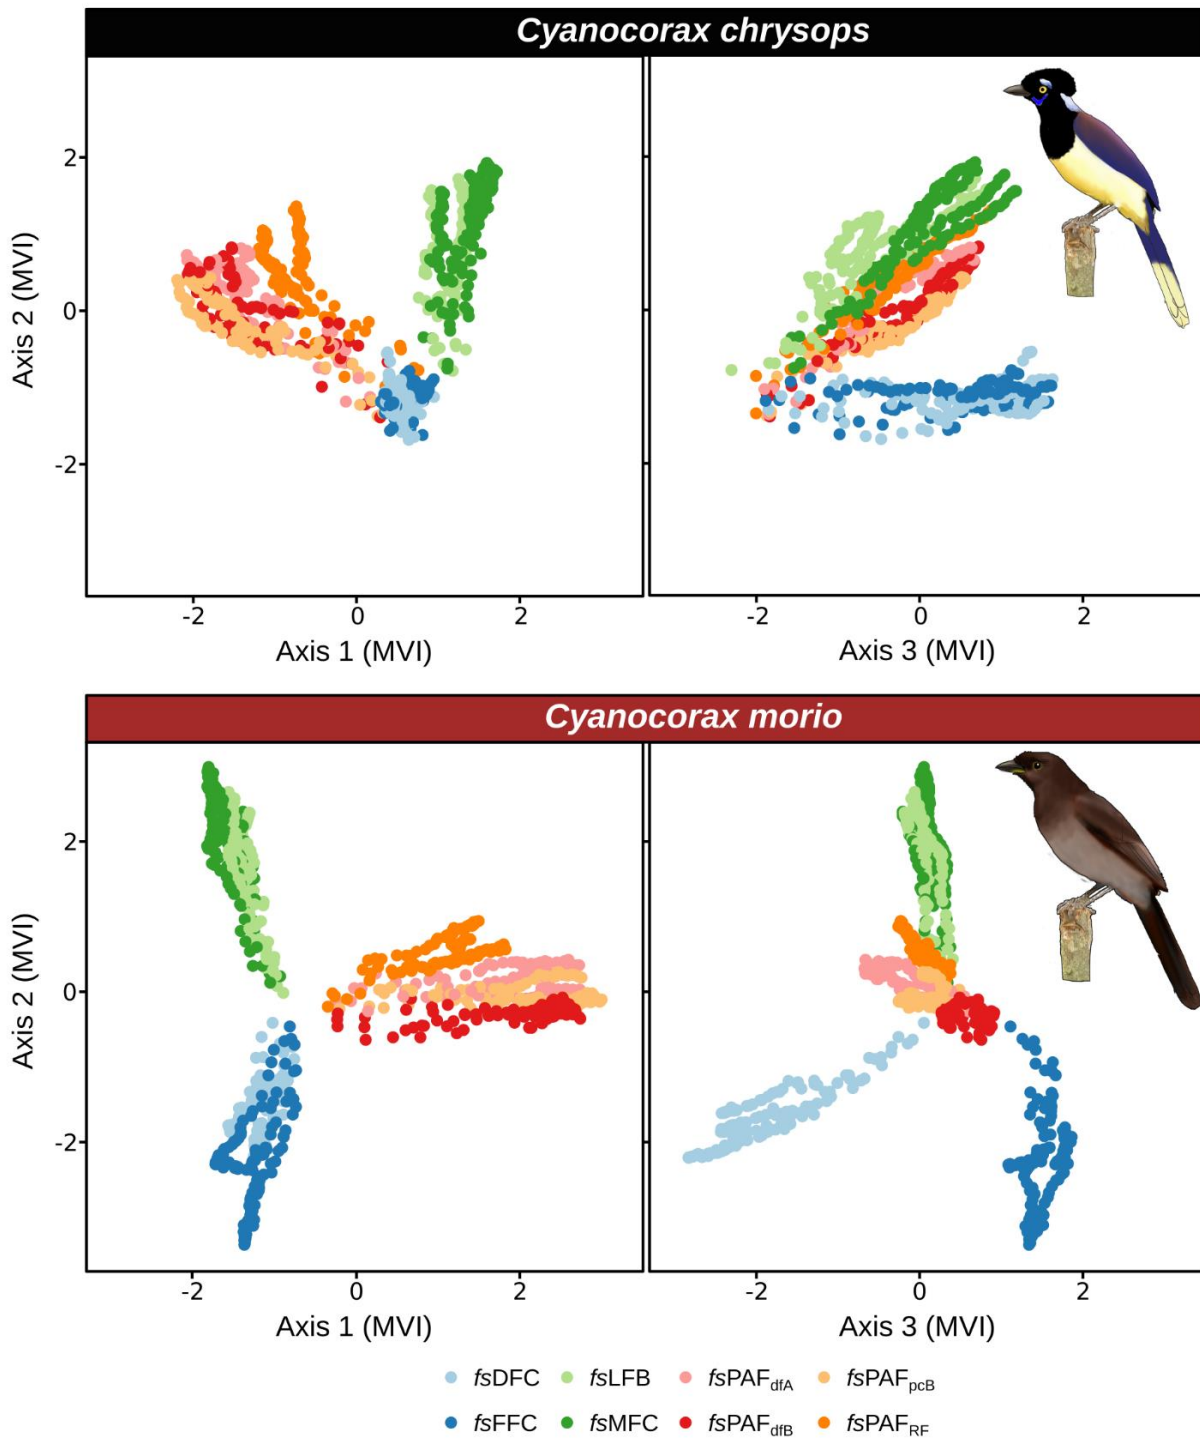 Cyanocorax chrysops
Axis 2 (MVI)
2
0
-2
-2 0 2
-2 0 2
Axis 1 (MVI)
Axis 3 (MVI)
Cyanocorax morio
Axis 2 (MVI)
2
0
-2
-2 0 2
-2 0 2
Axis 1 (MVI)
Axis 3 (MVI)
fsDFC fsLFB fsPAFdfA fsPAFpcB
fsFFC fsMFC fsPAFdfB fsPAFRF